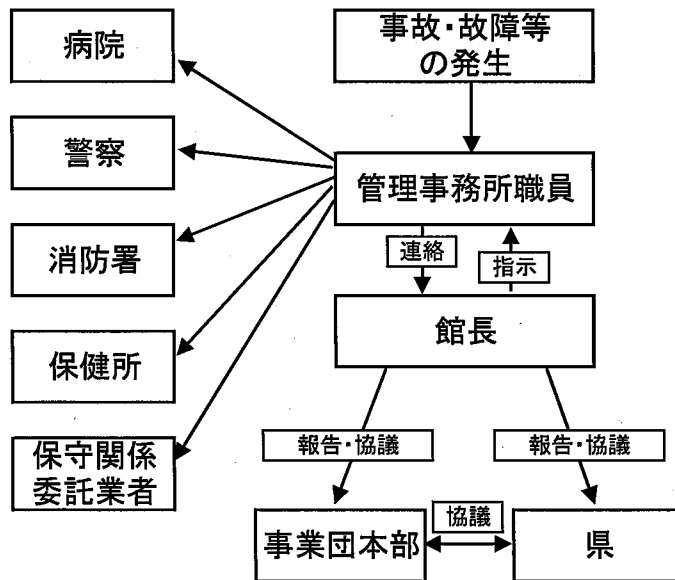 病院
警察
消防署
保健所
保守関係
委託業者
事故・故障等
の発生
管理事務所職員
連絡
指示
館長
報告・協議
報告・協議
事業団本部
協議
県